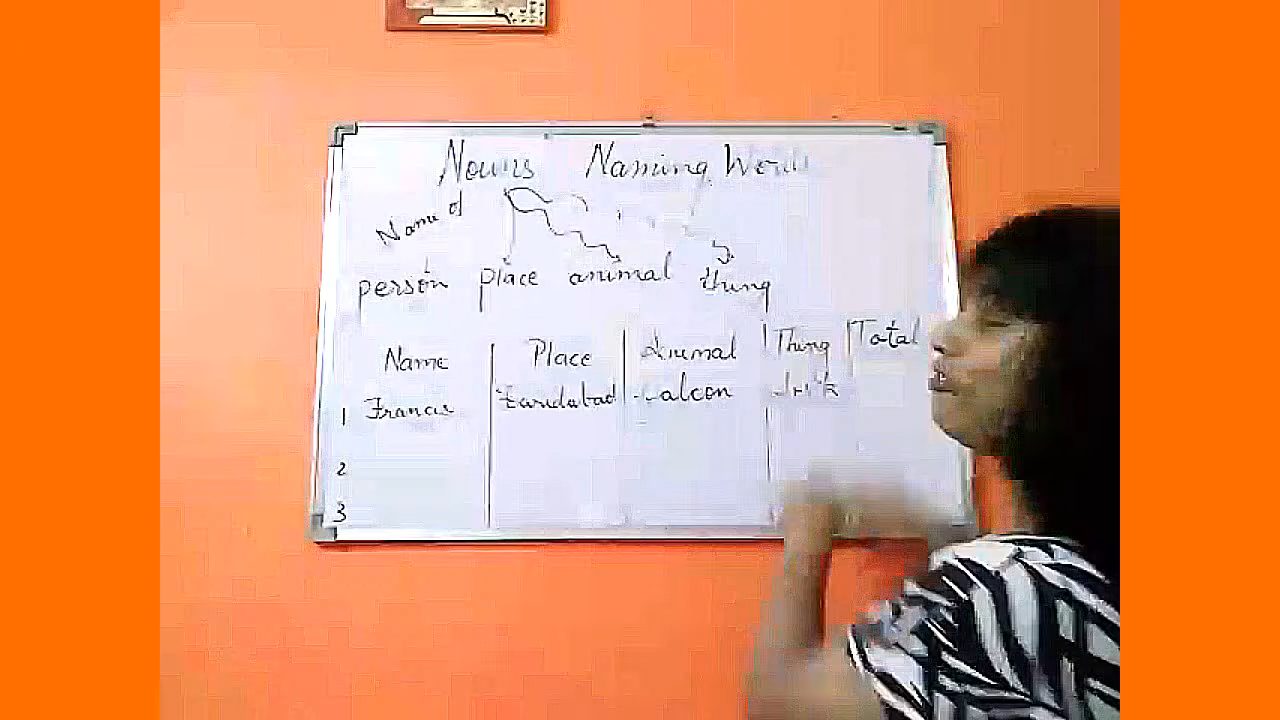 Nouns Naming Words
Name of
person place animal thing
Name Place Animal Thing Total
1 Francis Faridabad Falcon
2
3